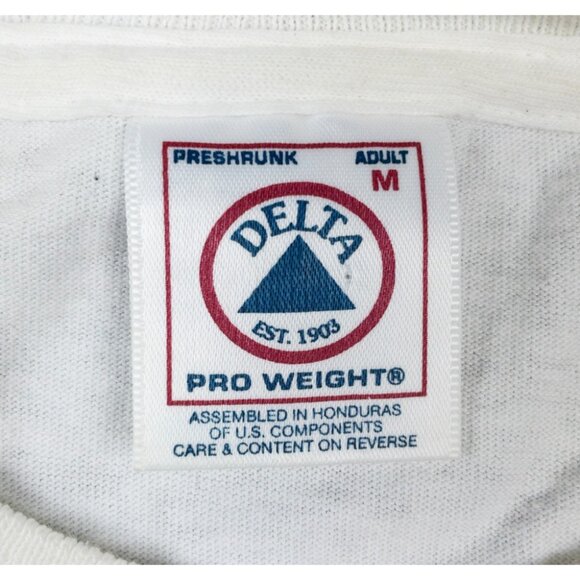 PRESHRUNK ADULT
M
DELTA
EST. 1903
PRO WEIGHT®
ASSEMBLED IN HONDURAS
OF U.S. COMPONENTS
CARE & CONTENT ON REVERSE